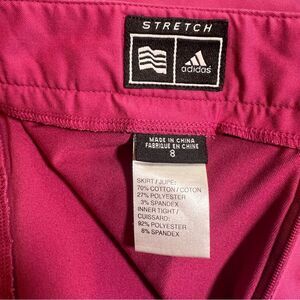 STRETCH
adidas
MADE IN CHINA
FABRIQUE EN CHINE
8
SKIRT / JUPE:
70% COTTON / COTON
27% POLYESTER
3% SPANDEX
INNER TIGHT /
CUISSARD:
92% POLYESTER
8% SPANDEX